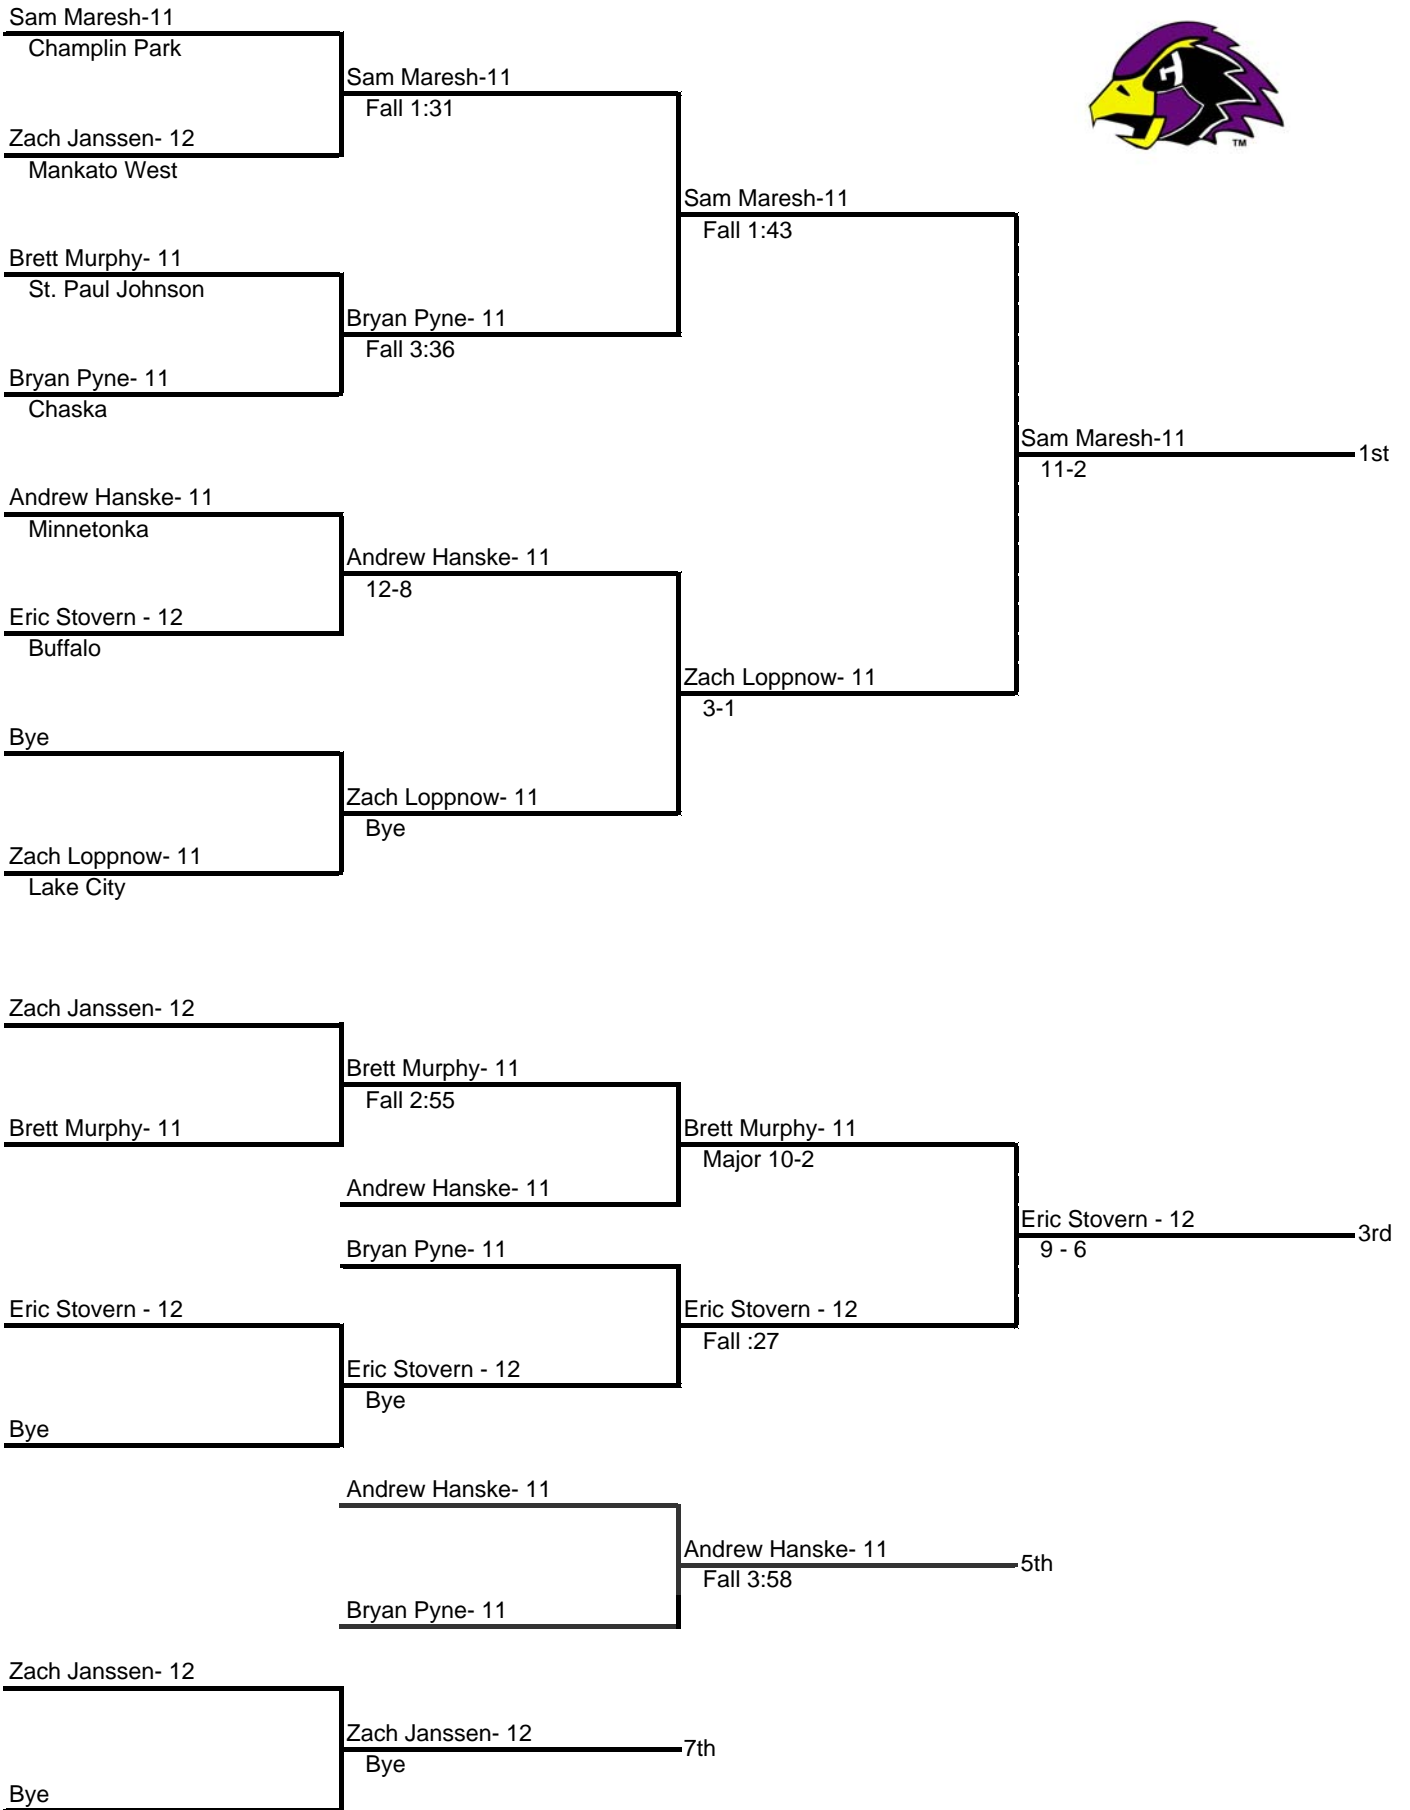 Sam Maresh-11
Champlin Park
Sam Maresh-11
Fall 1:31
Zach Janssen- 12
Mankato West
TM
Sam Maresh-11
Fall 1:43
Brett Murphy- 11
St. Paul Johnson
Bryan Pyne- 11
Fall 3:36
Bryan Pyne- 11
Chaska
Sam Maresh-11
1st
11-2
Andrew Hanske- 11
Minnetonka
Andrew Hanske- 11
12-8
Eric Stovern - 12
Buffalo
Zach Loppnow- 11
3-1
Bye
Zach Loppnow- 11
Bye
Zach Loppnow- 11
Lake City
Zach Janssen- 12
Brett Murphy- 11
Fall 2:55
Brett Murphy- 11
Brett Murphy- 11
Major 10-2
Andrew Hanske- 11
Eric Stovern - 12
3rd
9 - 6
Bryan Pyne- 11
Eric Stovern - 12
Eric Stovern - 12
Fall :27
Eric Stovern - 12
Bye
Bye
Andrew Hanske- 11
Andrew Hanske- 11
5th
Fall 3:58
Bryan Pyne- 11
Zach Janssen- 12
Zach Janssen- 12
7th
Bye
Bye